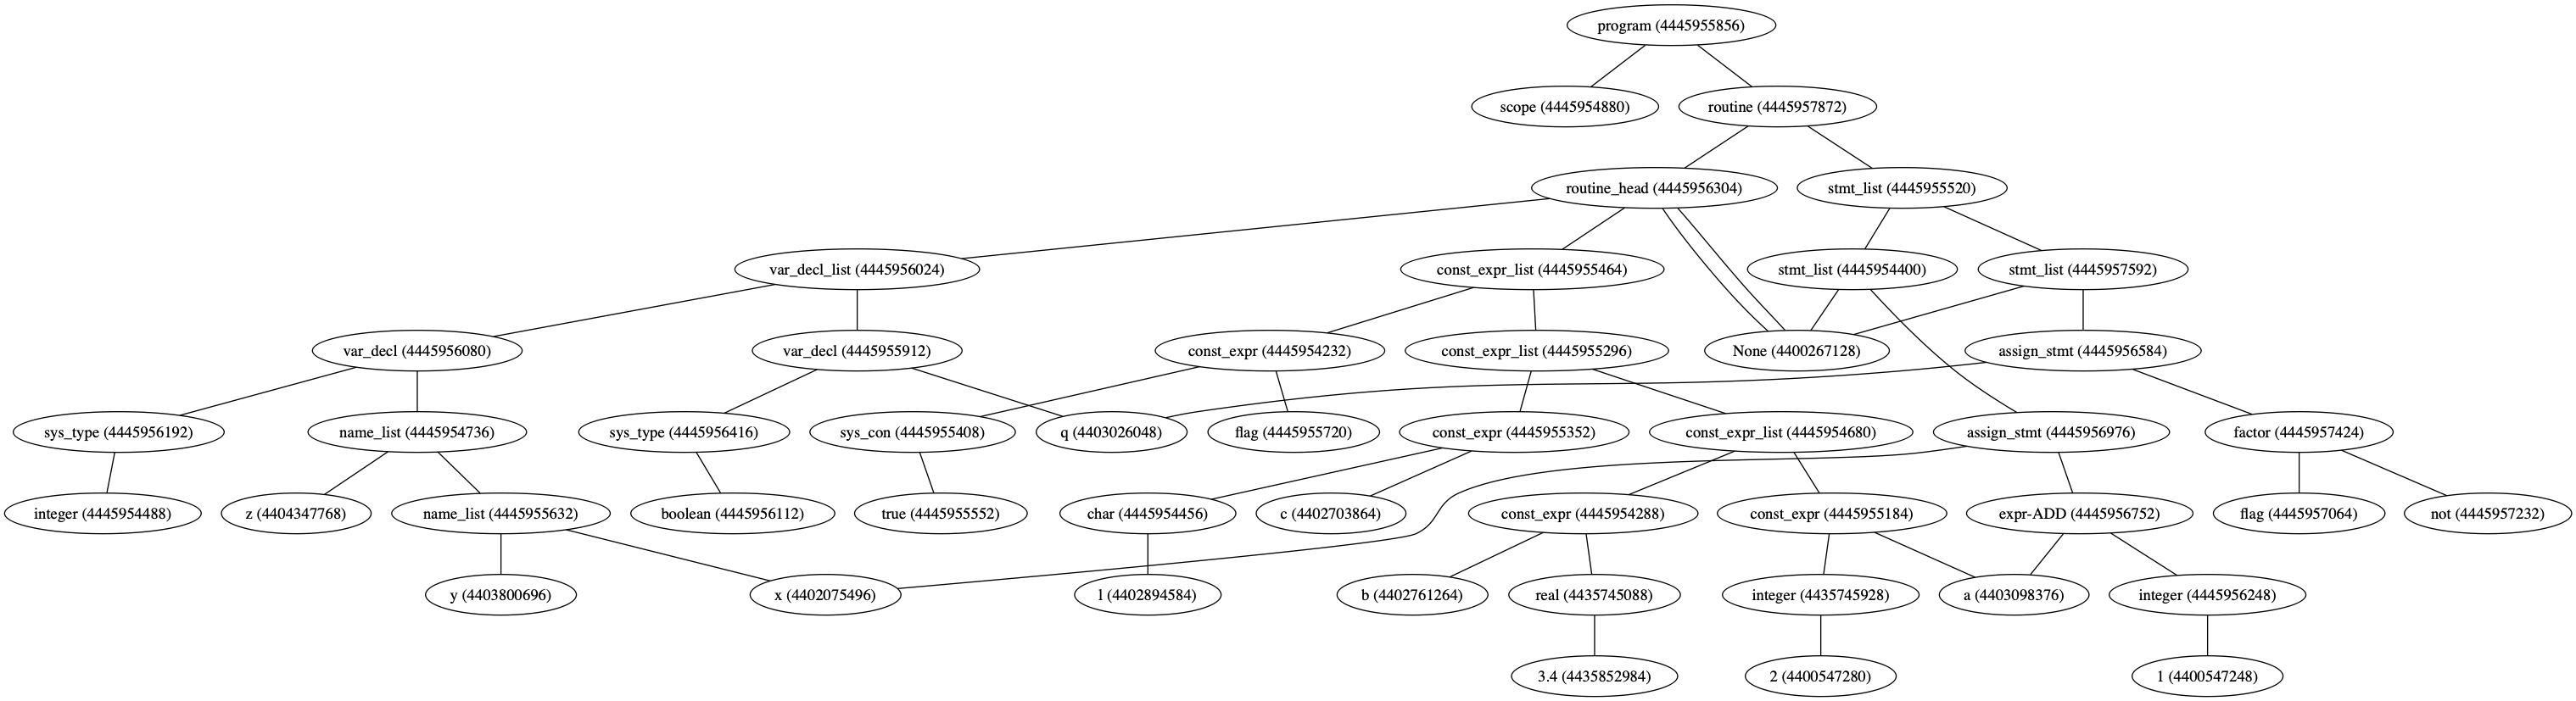 program (4445955856)
scope (4445954880)
routine (4445957872)
routine_head (4445956304)
stmt_list (4445955520)
var_decl_list (4445956024)
const_expr_list (4445955464)
stmt_list (4445954400)
stmt_list (4445957592)
var_decl (4445956080)
var_decl (4445955912)
const_expr (4445954232)
const_expr_list (4445955296)
None (4400267128)
assign_stmt (4445956584)
sys_type (4445956192)
name_list (4445954736)
sys_type (4445956416)
sys_con (4445955408)
q (4403026048)
flag (4445955720)
const_expr (4445955352)
const_expr_list (4445954680)
assign_stmt (4445956976)
factor (4445957424)
integer (4445954488)
z (4404347768)
name_list (4445955632)
boolean (4445956112)
true (4445955552)
char (4445954456)
c (4402703864)
const_expr (4445954288)
const_expr (4445955184)
expr-ADD (4445956752)
flag (4445957064)
not (4445957232)
y (4403800696)
x (4402075496)
l (4402894584)
b (4402761264)
real (4435745088)
integer (4435745928)
a (4403098376)
integer (4445956248)
3.4 (4435852984)
2 (4400547280)
1 (4400547248)